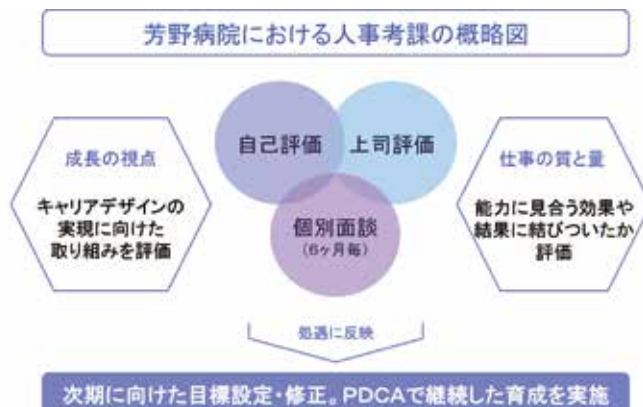 芳野病院における人事考課の概略図
自己評価
上司評価
個別面談
(6ヶ月毎)
成長の視点
キャリアデザインの
実現に向けた
取り組みを評価
仕事の質と量
能力に見合う効果や
結果に結びついたか
評価
処遇に反映
次期に向けた目標設定・修正。PDCAで継続した育成を実施